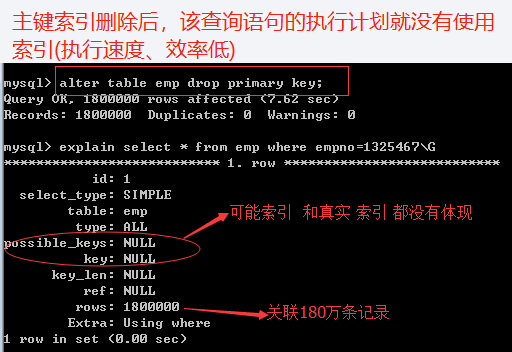 主键索引删除后，该查询语句的执行计划就没有使用
索引(执行速度、效率低)
mysql> alter table emp drop primary key;
Query OK, 1800000 rows affected (7.62 sec)
Records: 1800000  Duplicates: 0  Warnings: 0
mysql> explain select * from emp where empno=1325467\G
*************************** 1. row ***************************
id: 1
select_type: SIMPLE
table: emp
type: ALL
可能索引 和真实 索引 都没有体现
possible_keys: NULL
key: NULL
key_len: NULL
ref: NULL
rows: 1800000
关联180万条记录
Extra: Using where
1 row in set (0.00 sec)